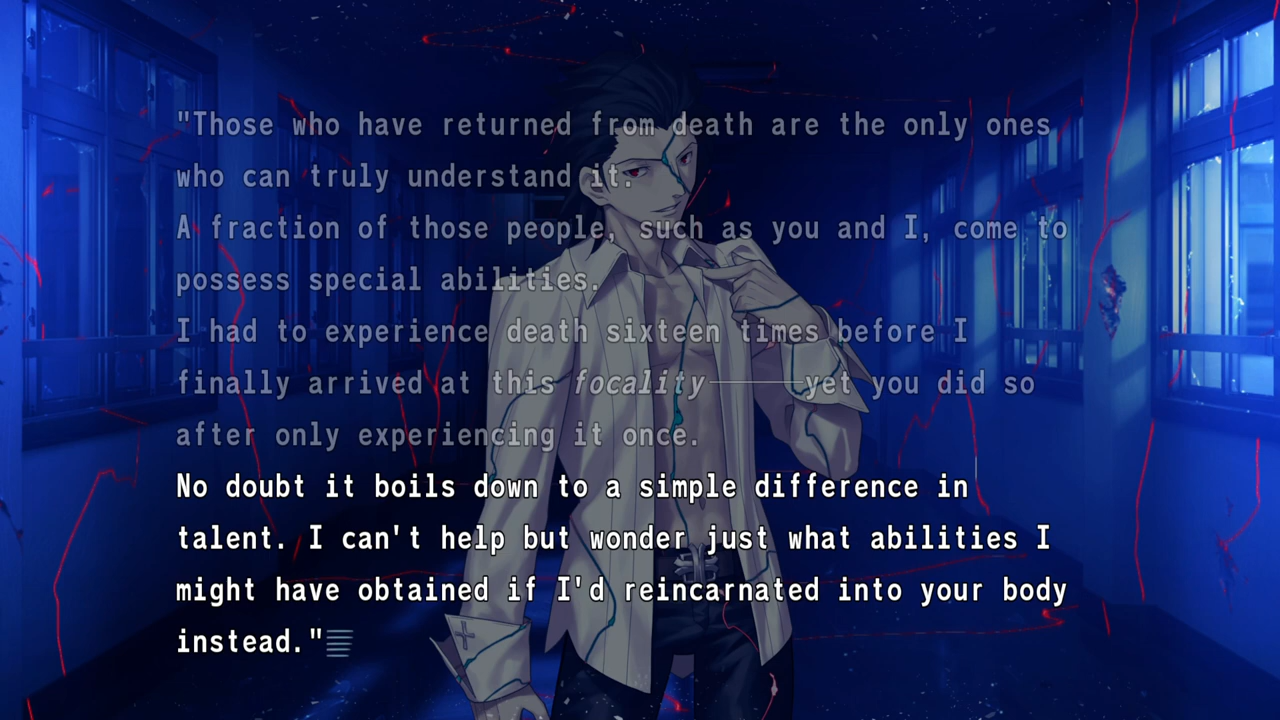 "Those who have returned from death are the only ones
who can truly understand it.
A fraction of those people, such as you and I, come to
possess special abilities.
I had to experience death sixteen times before I
finally arrived at this focality———yet you did so
after only experiencing it once.
No doubt it boils down to a simple difference in
talent. I can't help but wonder just what abilities I
might have obtained if I'd reincarnated into your body
instead."